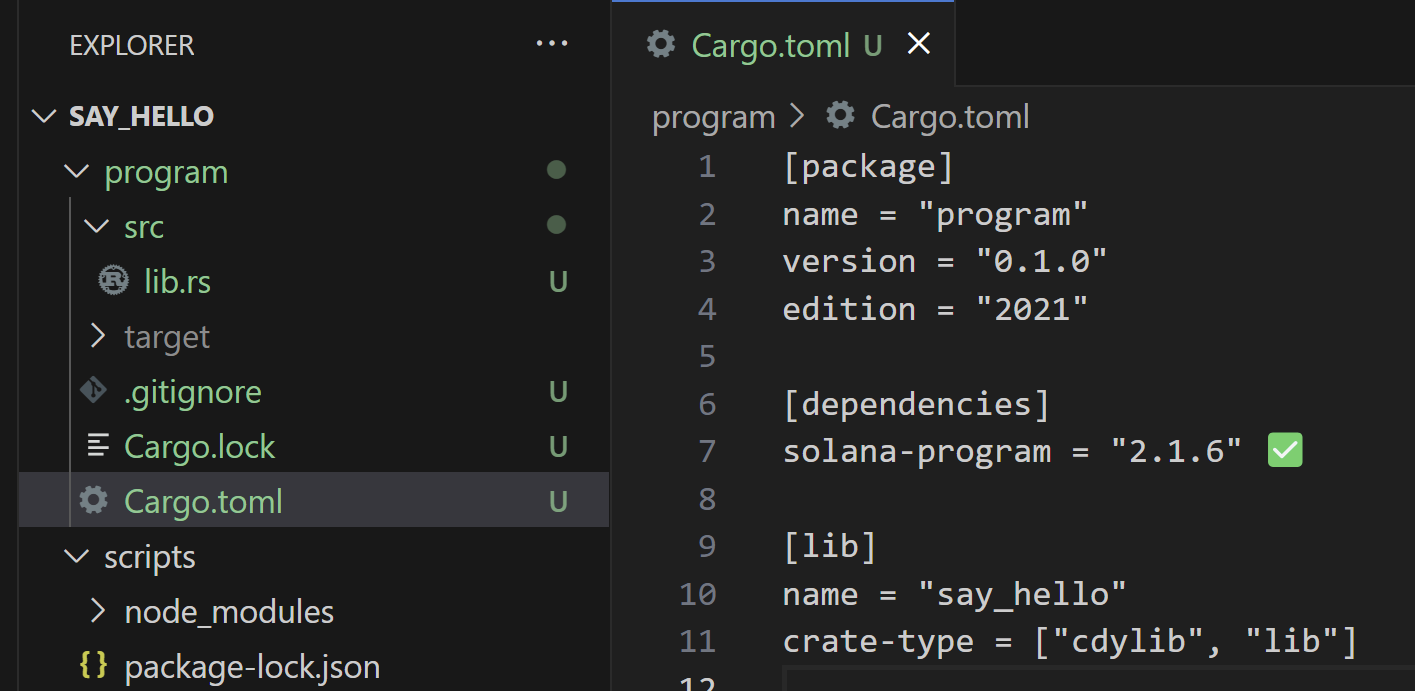 EXPLORER ...
SAY_HELLO
program
src
lib.rs U
target
.gitignore U
Cargo.lock U
Cargo.toml U
scripts
node_modules
{} package-lock.json
Cargo.toml U
program > Cargo.toml
1 [package]
2 name = "program"
3 version = "0.1.0"
4 edition = "2021"
5
6 [dependencies]
7 solana-program = "2.1.6" ✅
8
9 [lib]
10 name = "say_hello"
11 crate-type = ["cdylib", "lib"]
12